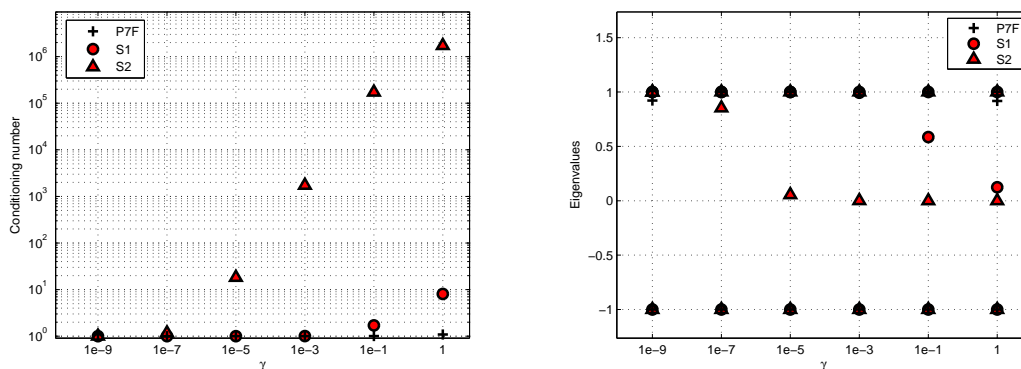 Conditioning number
10^6
10^5
10^4
10^3
10^2
10^1
10^0
1e−9 1e−7 1e−5 1e−3 1e−1 1
γ
P7F
S1
S2
Eigenvalues
1.5
1
0.5
0
−0.5
−1
1e−9 1e−7 1e−5 1e−3 1e−1 1
γ
P7F
S1
S2